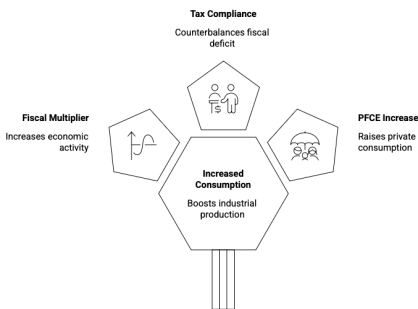 Tax Compliance
Counterbalances fiscal
deficit
Fiscal Multiplier
Increases economic
activity
PFCE Increase
Raises private
consumption
$
Increased
Consumption
Boosts industrial
production